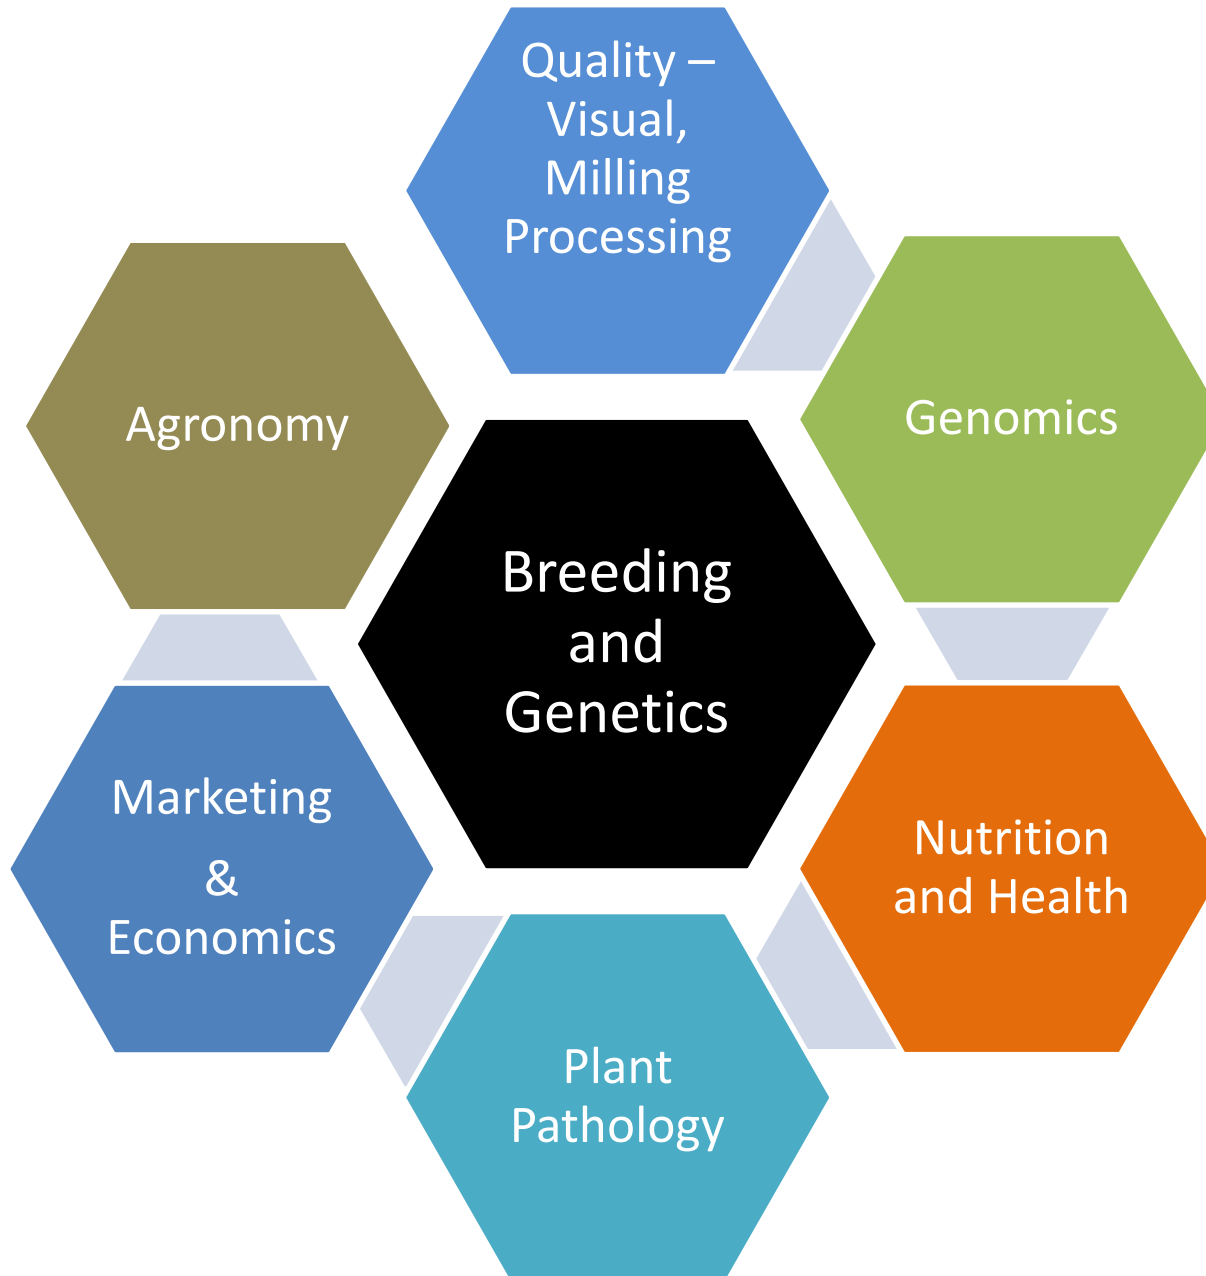 Quality –
Visual,
Milling
Processing
Genomics
Nutrition
and Health
Plant
Pathology
Marketing
&
Economics
Agronomy
Breeding
and
Genetics